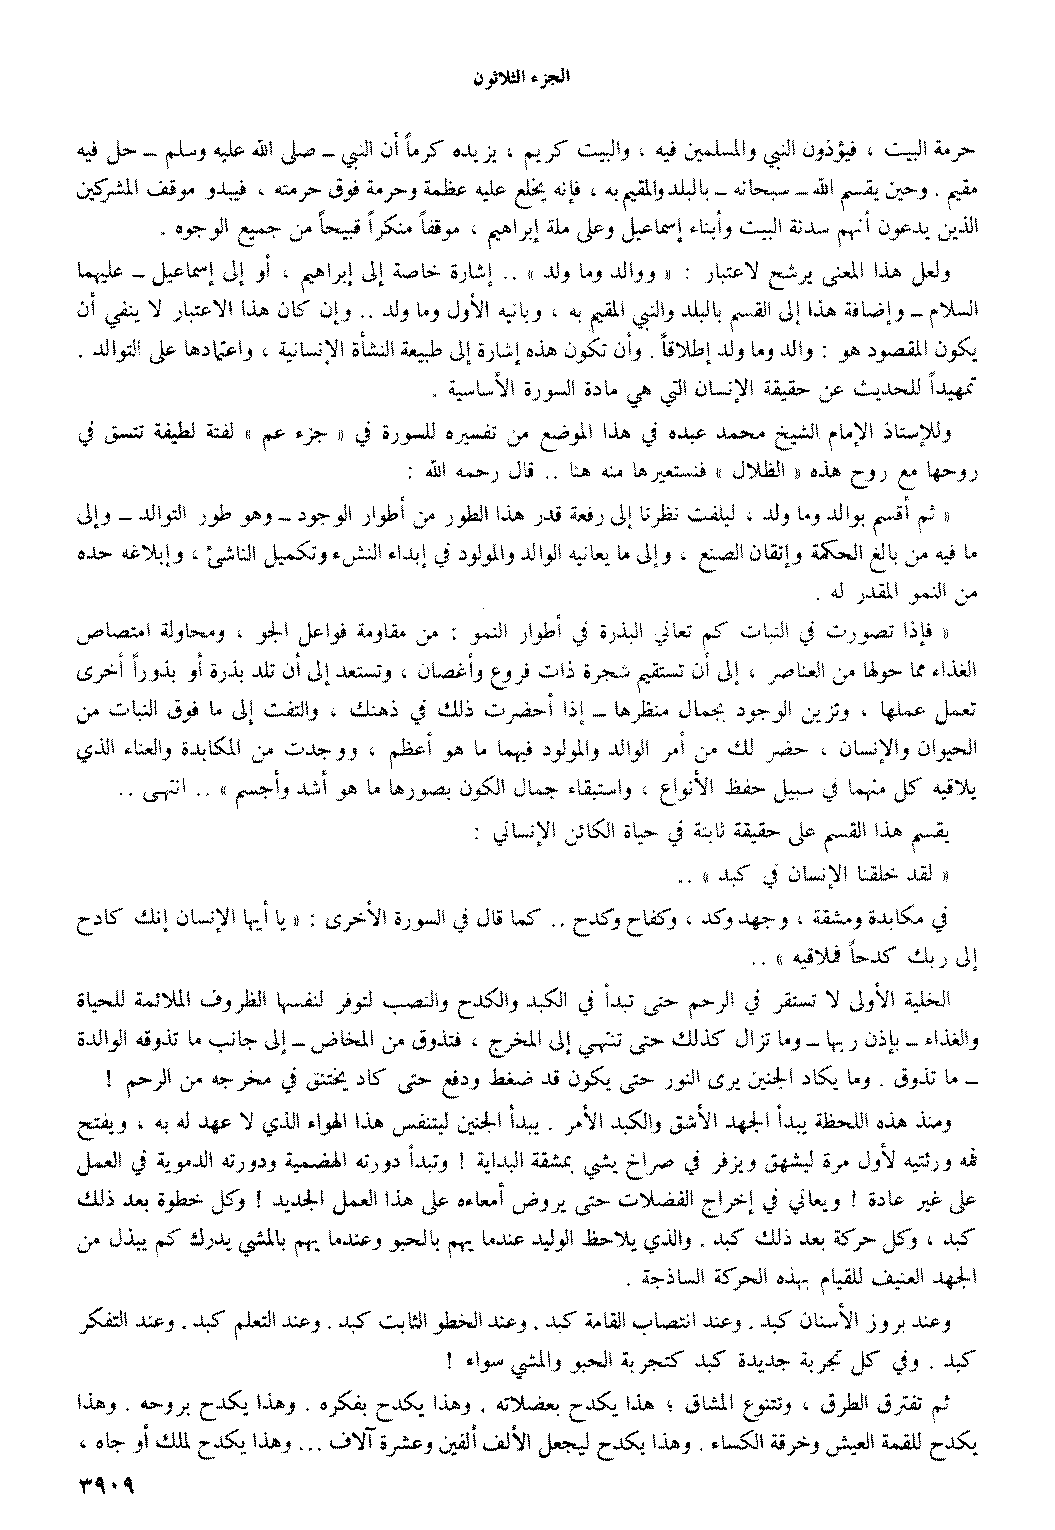 الجزء الثلاثون
حرمة البيت ، فيؤذون النبي والمسلمين فيه ، والبيت كريم ، يزيده كرماً أن النبي – صلى الله عليه وسلم – حل فيه
مقيم . وحين يقسم الله – سبحانه – بالبلد والمقيم به ، فإنه يخلع عليه عظمة وحرمة فوق حرمته ، فيبدو موقف المشركين
الذين يدعون أنهم سدنة البيت وأبناء إسماعيل وعلى ملة إبراهيم ، موقفاً منكراً قبيحاً من جميع الوجوه .
ولعل هذا المعنى يرشح لاعتبار : « ووالد وما ولد » .. إشارة خاصة إلى إبراهيم ، أو إلى إسماعيل – عليهما
السلام – وإضافة هذا إلى القسم بالبلد والنبي المقيم به ، وبانيه الأول وما ولد .. وإن كان هذا الاعتبار لا ينفي أن
يكون المقصود هو : والد وما ولد إطلاقاً . وأن تكون هذه إشارة إلى طبيعة النشأة الإنسانية ، واعتمادها على التوالد .
تمهيداً للحديث عن حقيقة الإنسان التي هي مادة السورة الأساسية .
وللإستاذ الإمام الشيخ محمد عبده في هذا الموضع من تفسيره للسورة في « جزء عم » لفتة لطيفة تتسق في
روحها مع روح هذه « الظلال » فنستعيرها منه هنا .. قال رحمه الله :
« ثم أقسم بوالد وما ولد ، ليلفت نظرنا إلى رفعة قدر هذا الطور من أطوار الوجود – وهو طور التوالد – وإلى
ما فيه من بالغ الحكمة وإتقان الصنع ، وإلى ما يعانيه الوالد والمولود في إبداء النشء وتكميل الناشئ ، وإبلاغه حده
من النمو المقدر له .
« فإذا تصورت في النبات كم تعاني البذرة في أطوار النمو : من مقاومة فواعل الجو ، ومحاولة امتصاص
الغذاء مما حولها من العناصر ، إلى أن تستقيم شجرة ذات فروع وأغصان ، وتستعد إلى أن تلد بذرة أو بذوراً أخرى
تعمل عملها ، وتزين الوجود بجمال منظرها – إذا أحضرت ذلك في ذهنك ، والتفت إلى ما فوق النبات من
الحيوان والإنسان ، حضر لك من أمر الوالد والمولود فيهما ما هو أعظم ، ووجدت من المكابدة والعناء الذي
يلاقيه كل منهما في سبيل حفظ الأنواع ، واستبقاء جمال الكون بصورها ما هو أشد وأجسم » .. انتهى ..
يقسم هذا القسم على حقيقة ثابتة في حياة الكائن الإنساني :
« لقد خلقنا الإنسان في كبد » ..
في مكابدة ومشقة ، وجهد وكد ، وكفاح وكدح .. كما قال في السورة الأخرى : « يا أيها الإنسان إنك كادح
إلى ربك كدحاً فملاقيه » ..
الخلية الأولى لا تستقر في الرحم حتى تبدأ في الكبد والكدح والنصب لتوفر لنفسها الظروف الملائمة للحياة
والغذاء – بإذن ربها – وما تزال كذلك حتى تنتهي إلى المخرج ، فتذوق من المخاض – إلى جانب ما تذوقه الوالدة
– ما تذوق . وما يكاد الجنين يرى النور حتى يكون قد ضغط ودفع حتى كاد يختنق في مخرجه من الرحم !
ومنذ هذه اللحظة يبدأ الجهد الأشق والكبد الأمر . يبدأ الجنين ليتنفس هذا الهواء الذي لا عهد له به ، ويفتح
فمه ورئتيه لأول مرة ليشهق ويزفر في صراخ يشي بمشقة البداية ! وتبدأ دورته الهضمية ودورته الدموية في العمل
على غير عادة ! ويعاني في إخراج الفضلات حتى يروض أمعاءه على هذا العمل الجديد ! وكل خطوة بعد ذلك
كبد ، وكل حركة بعد ذلك كبد . والذي يلاحظ الوليد عندما يهم بالحبو وعندما يهم بالمشي يدرك كم يبذل من
الجهد العنيف للقيام بهذه الحركة الساذجة .
وعند بروز الأسنان كبد . وعند انتصاب القامة كبد . وعند الخطو الثابت كبد . وعند التعلم كبد . وعند التفكر
كبد . وفي كل تجربة جديدة كبد كتجربة الحبو والمشي سواء !
ثم تفترق الطرق ، وتتنوع المشاق ؛ هذا يكدح بعضلاته . وهذا يكدح بفكره . وهذا يكدح بروحه . وهذا
يكدح للقمة العيش وخرقة الكساء . وهذا يكدح ليجعل الألف ألفين وعشرة آلاف ... وهذا يكدح لملك أو جاه ،
٣٩٠٩